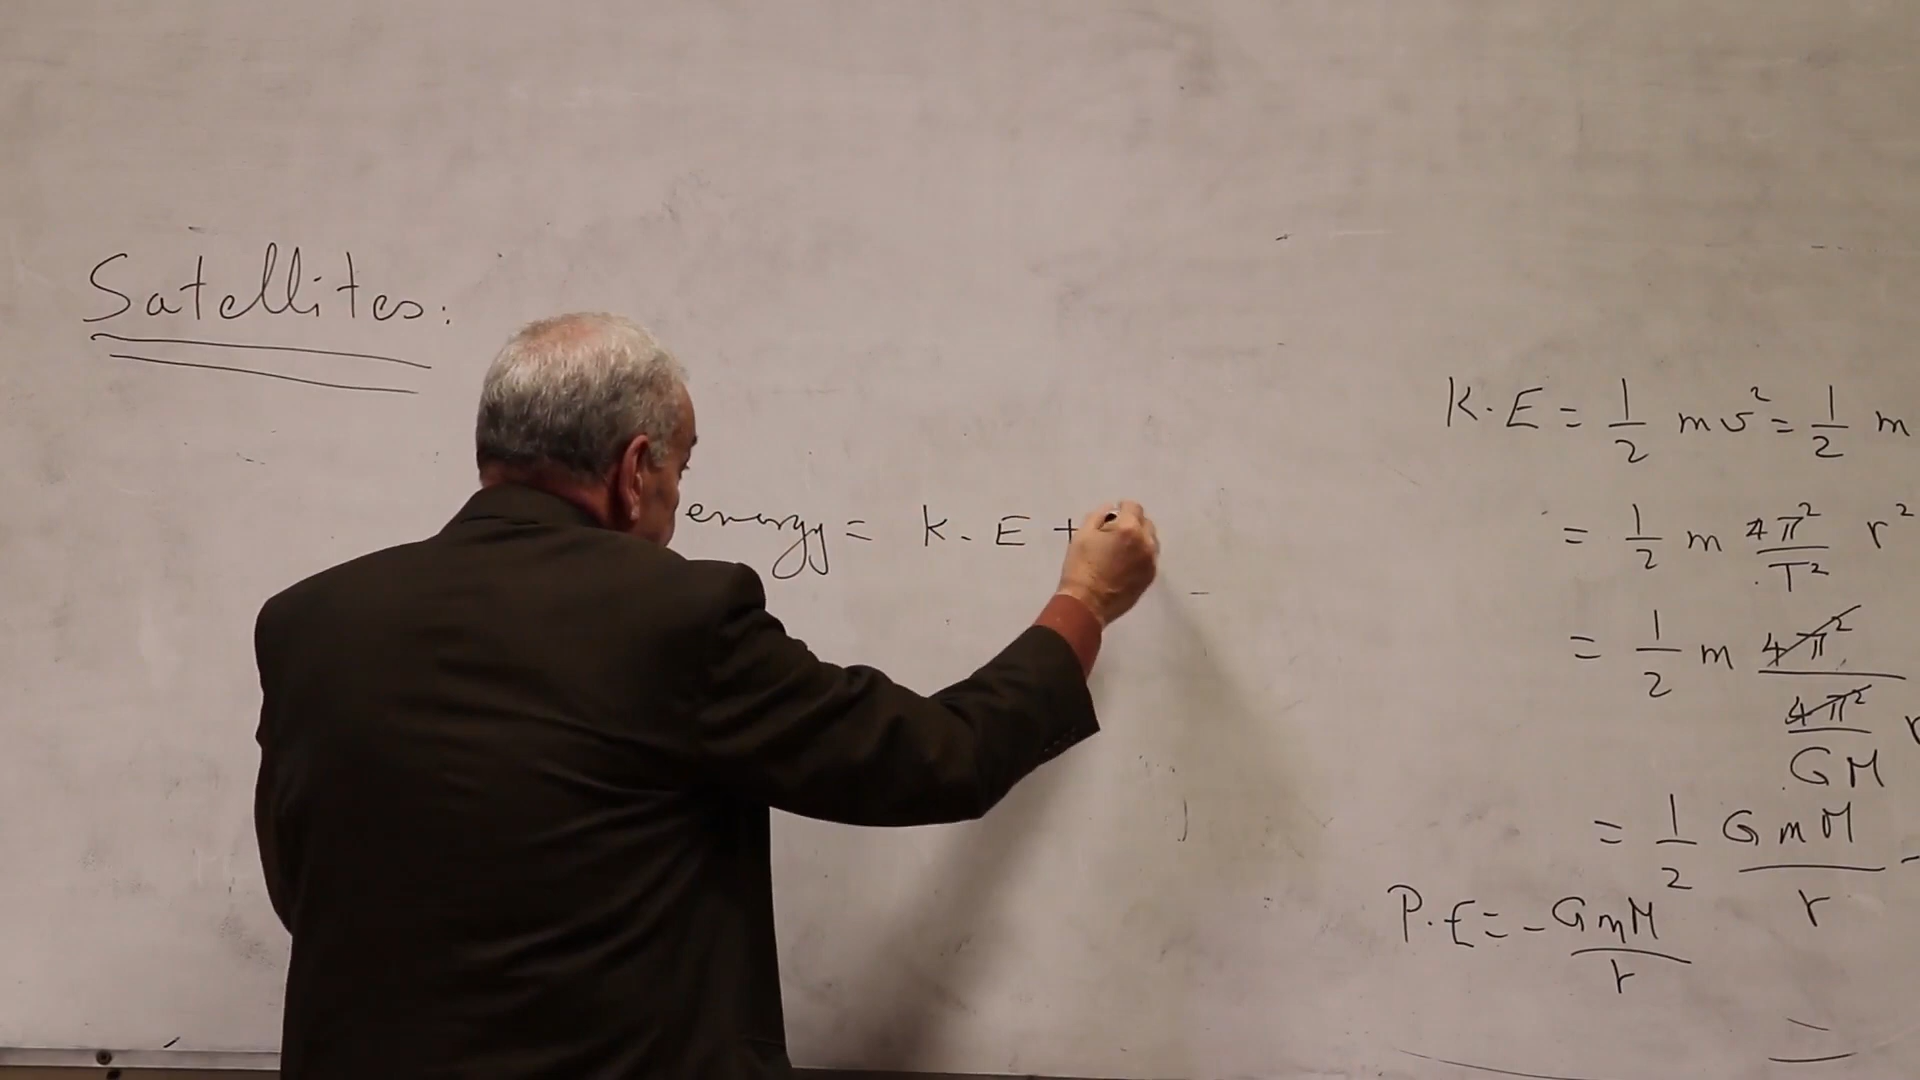 Satellites:
energy = K.E +
K.E = 1/2 mv² = 1/2 m
= 1/2 m 4π²/T² r²
= 1/2 m 4π²/(4π²/GM) r
= 1/2 GmM/r
P.E = - GmM/r